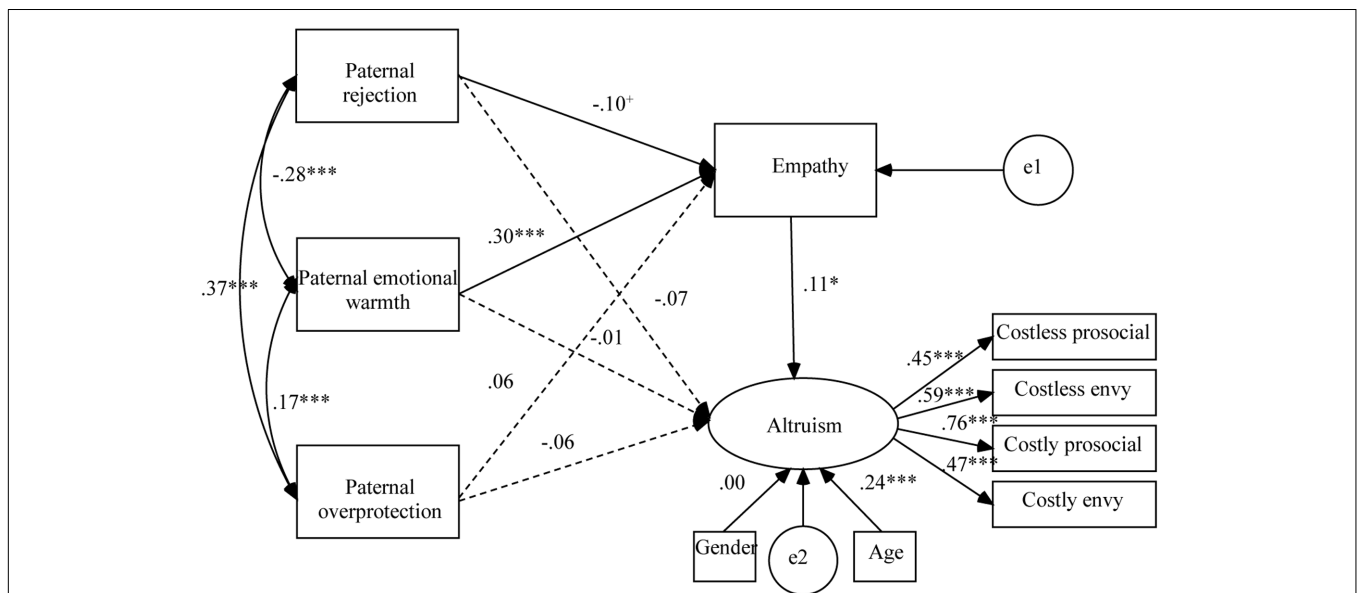 Paternal
rejection
-.10+
Empathy
e1
-.28***
.30***
Paternal emotional
warmth
.37***
.11*
-.07
-.01
Costless prosocial
.45***
Costless envy
.59***
.06
.17***
.76***
Altruism
Costly prosocial
-.06
.47***
Paternal
overprotection
.00
.24***
Costly envy
Gender
e2
Age